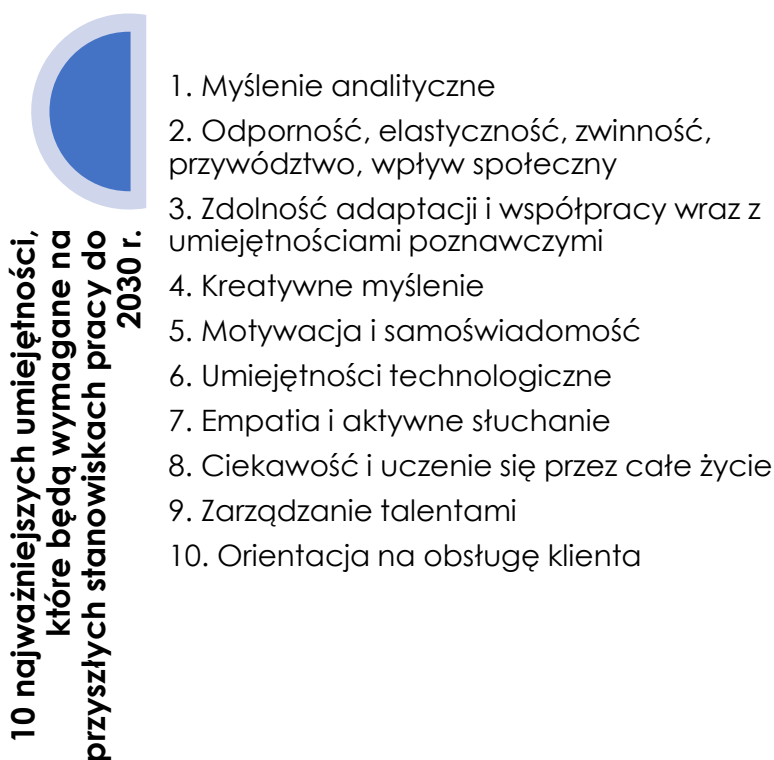 10 najważniejszych umiejętności,
które będą wymagane na
przyszłych stanowiskach pracy do
2030 r.
1. Myślenie analityczne
2. Odporność, elastyczność, zwinność,
przywództwo, wpływ społeczny
3. Zdolność adaptacji i współpracy wraz z
umiejętnościami poznawczymi
4. Kreatywne myślenie
5. Motywacja i samoświadomość
6. Umiejętności technologiczne
7. Empatia i aktywne słuchanie
8. Ciekawość i uczenie się przez całe życie
9. Zarządzanie talentami
10. Orientacja na obsługę klienta